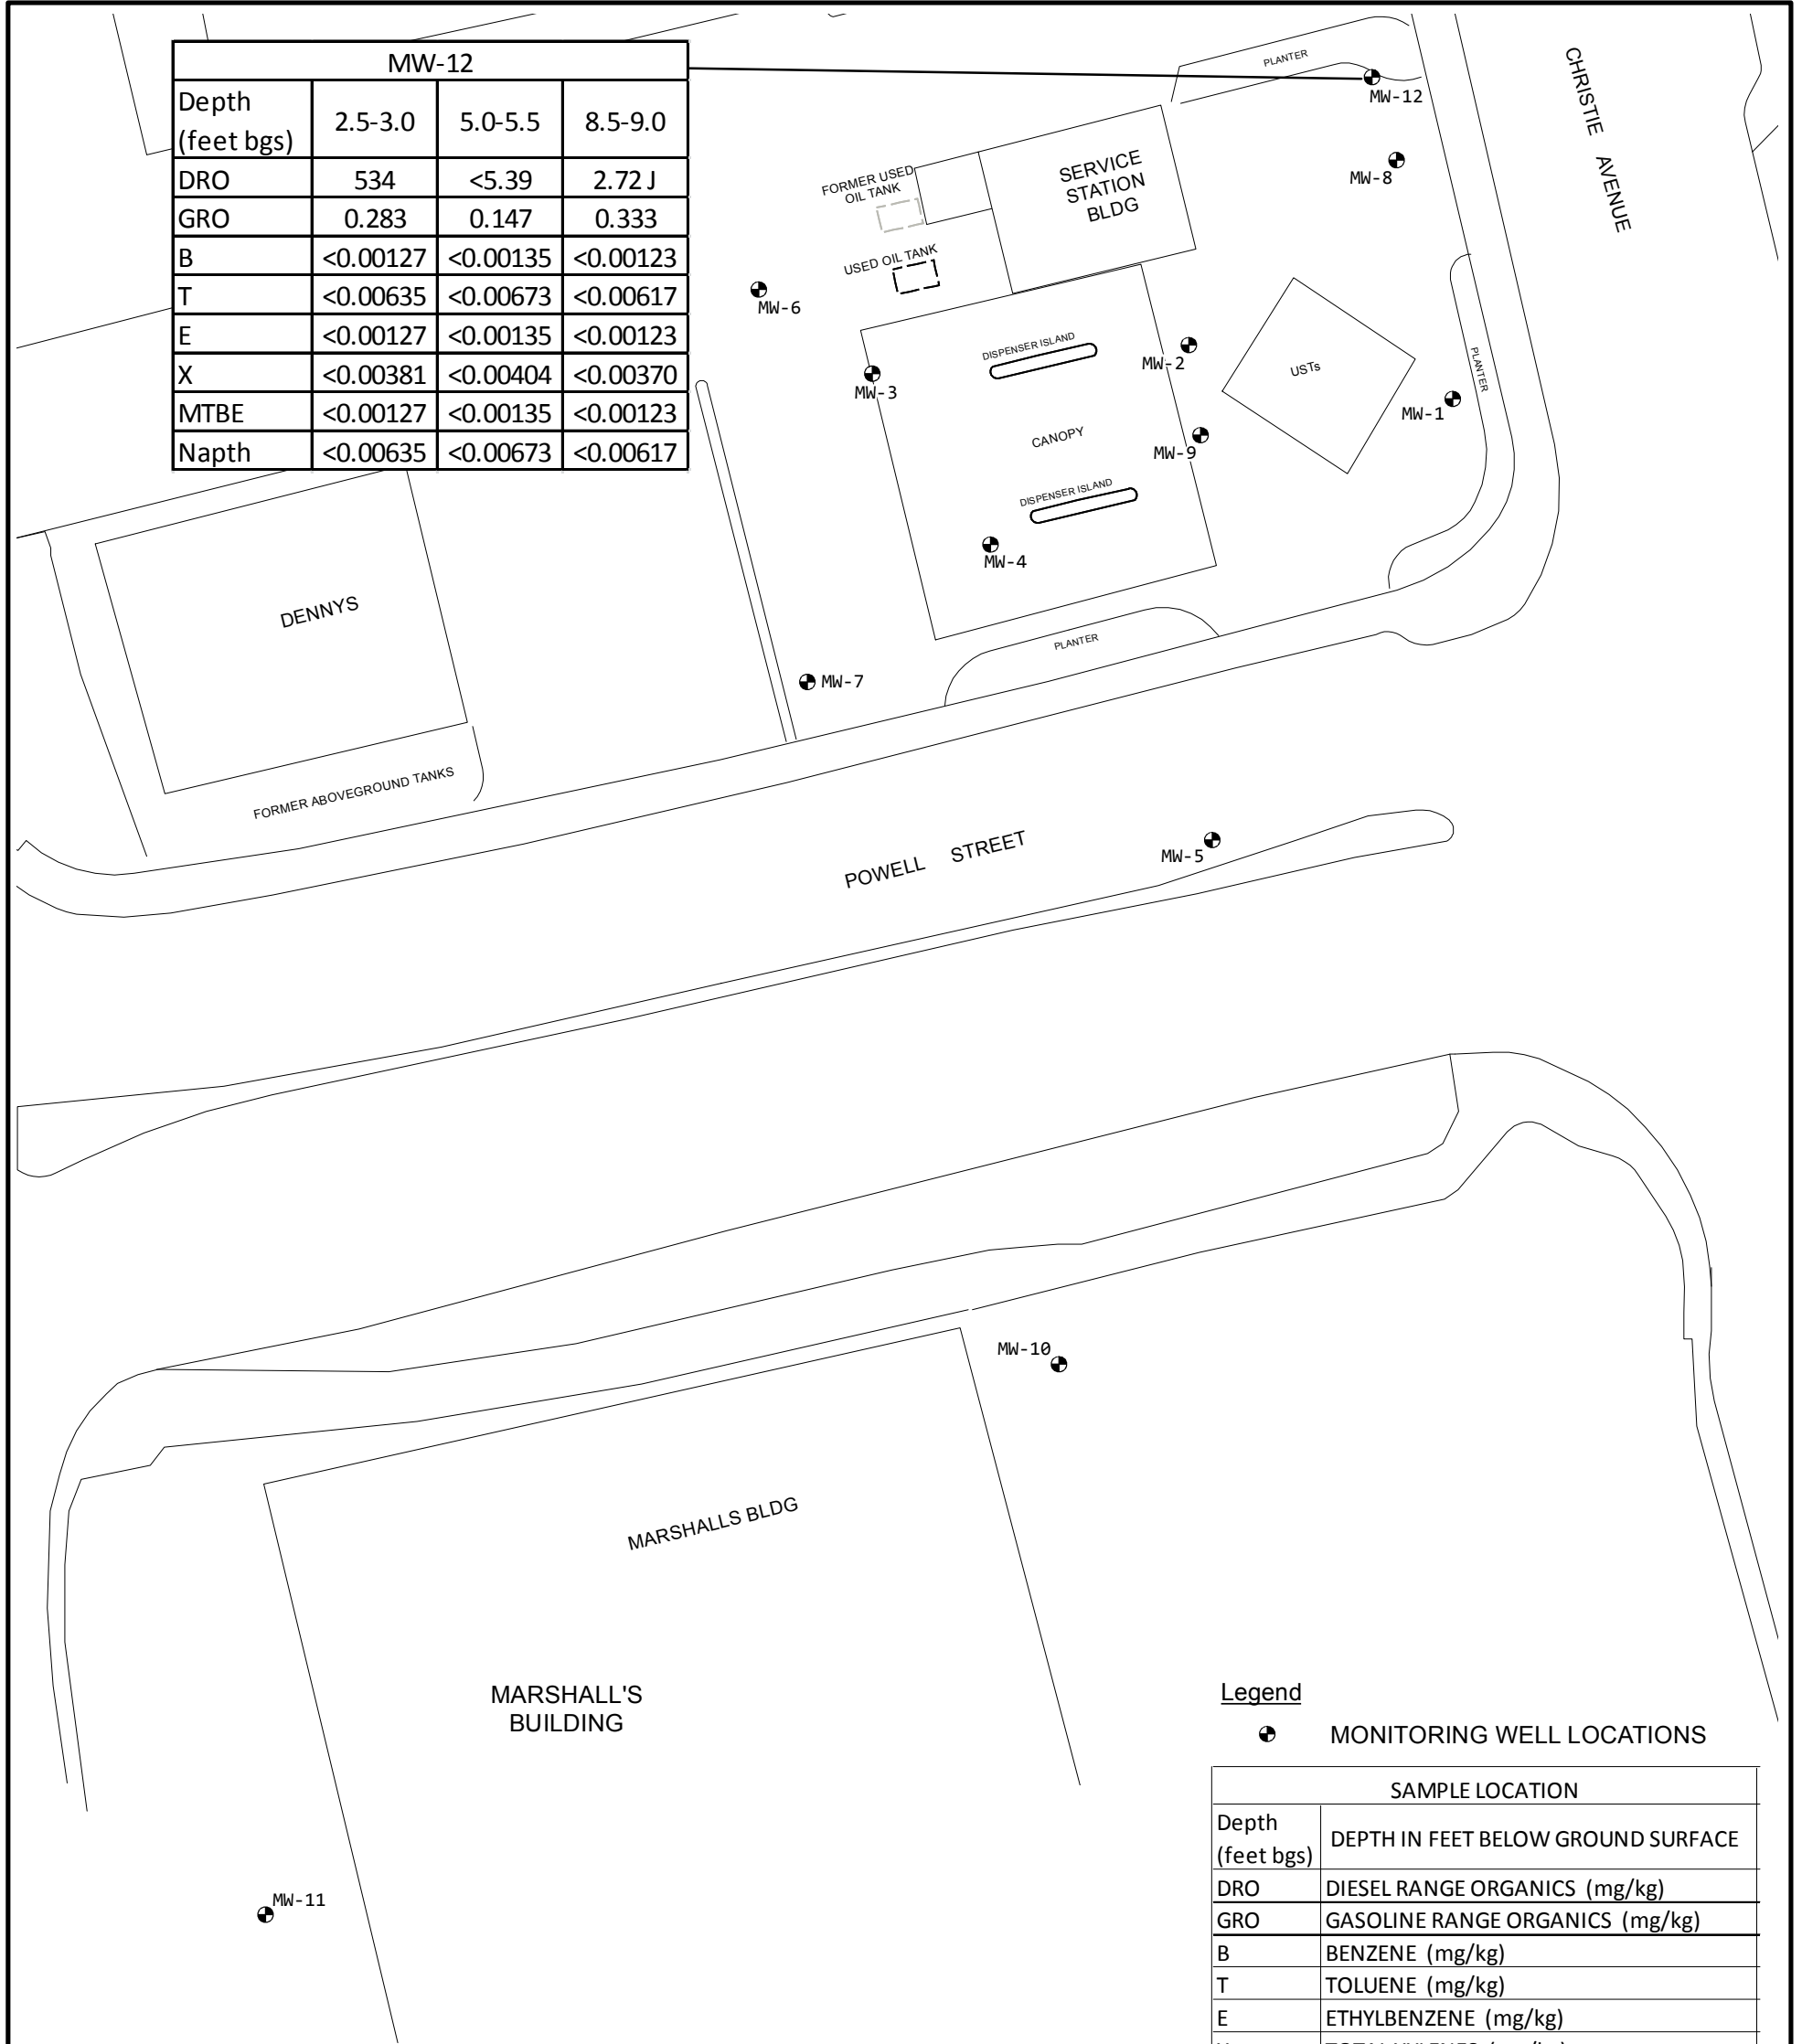 MW-12
Depth (feet bgs) 2.5-3.0 5.0-5.5 8.5-9.0
DRO 534 <5.39 2.72 J
GRO 0.283 0.147 0.333
B <0.00127 <0.00135 <0.00123
T <0.00635 <0.00673 <0.00617
E <0.00127 <0.00135 <0.00123
X <0.00381 <0.00404 <0.00370
MTBE <0.00127 <0.00135 <0.00123
Napth <0.00635 <0.00673 <0.00617
PLANTER
MW-12
CHRISTIE AVENUE
MW-8
SERVICE
STATION
BLDG
FORMER USED
OIL TANK
USED OIL TANK
MW-6
MW-3
DISPENSER ISLAND
MW-2
USTs
PLANTER
MW-1
CANOPY
MW-9
DISPENSER ISLAND
MW-4
DENNYS
PLANTER
MW-7
FORMER ABOVEGROUND TANKS
POWELL STREET
MW-5
MW-10
MARSHALLS BLDG
MARSHALL'S
BUILDING
MW-11
Legend
MONITORING WELL LOCATIONS
SAMPLE LOCATION
Depth (feet bgs) DEPTH IN FEET BELOW GROUND SURFACE
DRO DIESEL RANGE ORGANICS (mg/kg)
GRO GASOLINE RANGE ORGANICS (mg/kg)
B BENZENE (mg/kg)
T TOLUENE (mg/kg)
E ETHYLBENZENE (mg/kg)